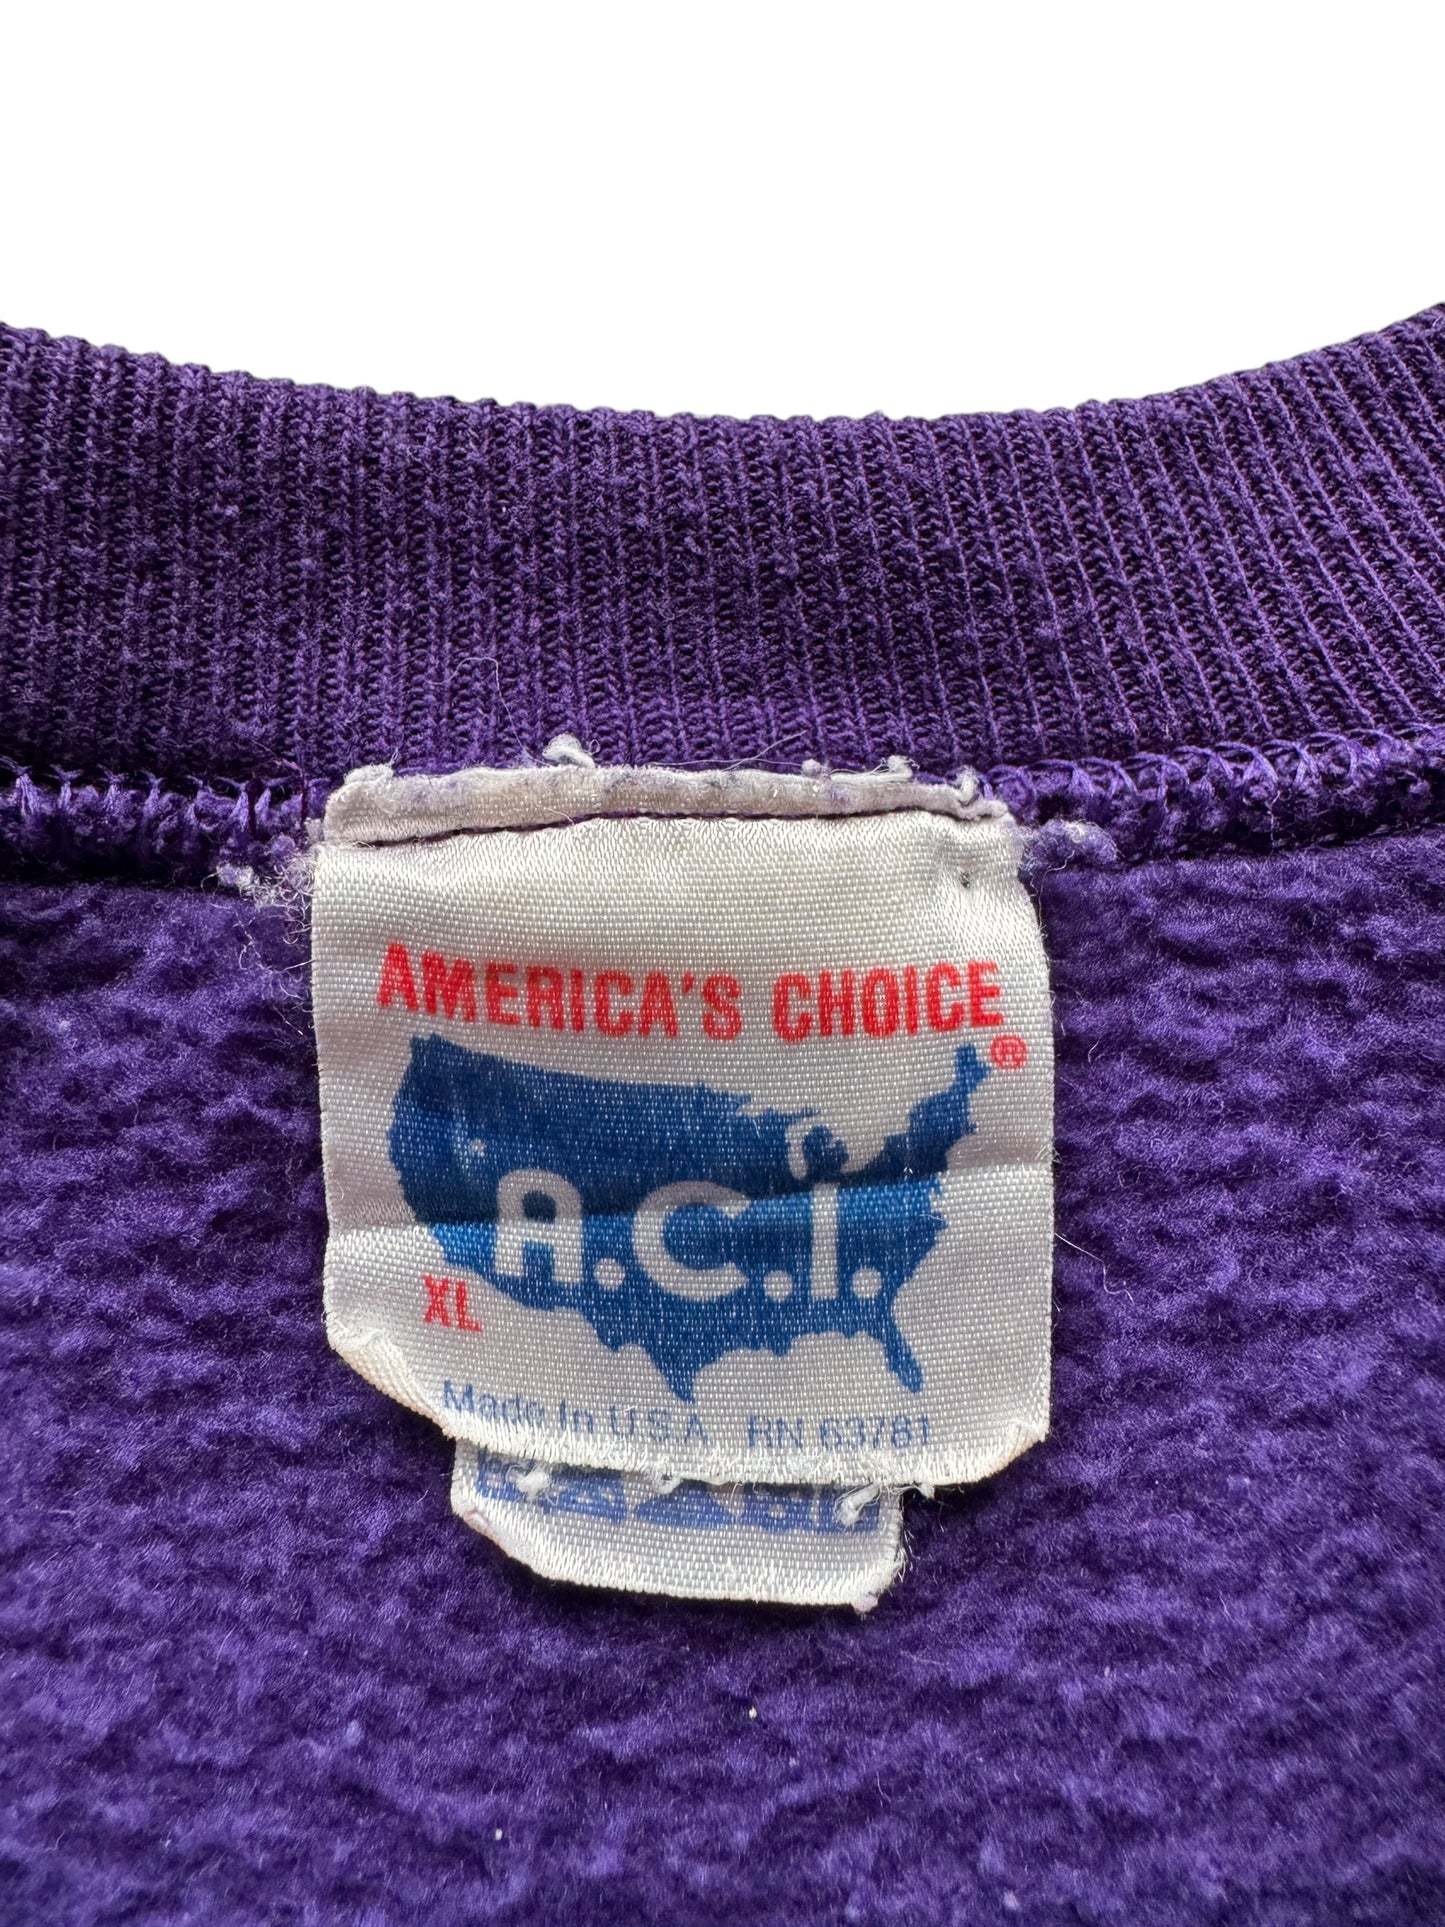 AMERICA'S CHOICE
®
A.C.I.
XL
Made In U.S.A. RN 63781